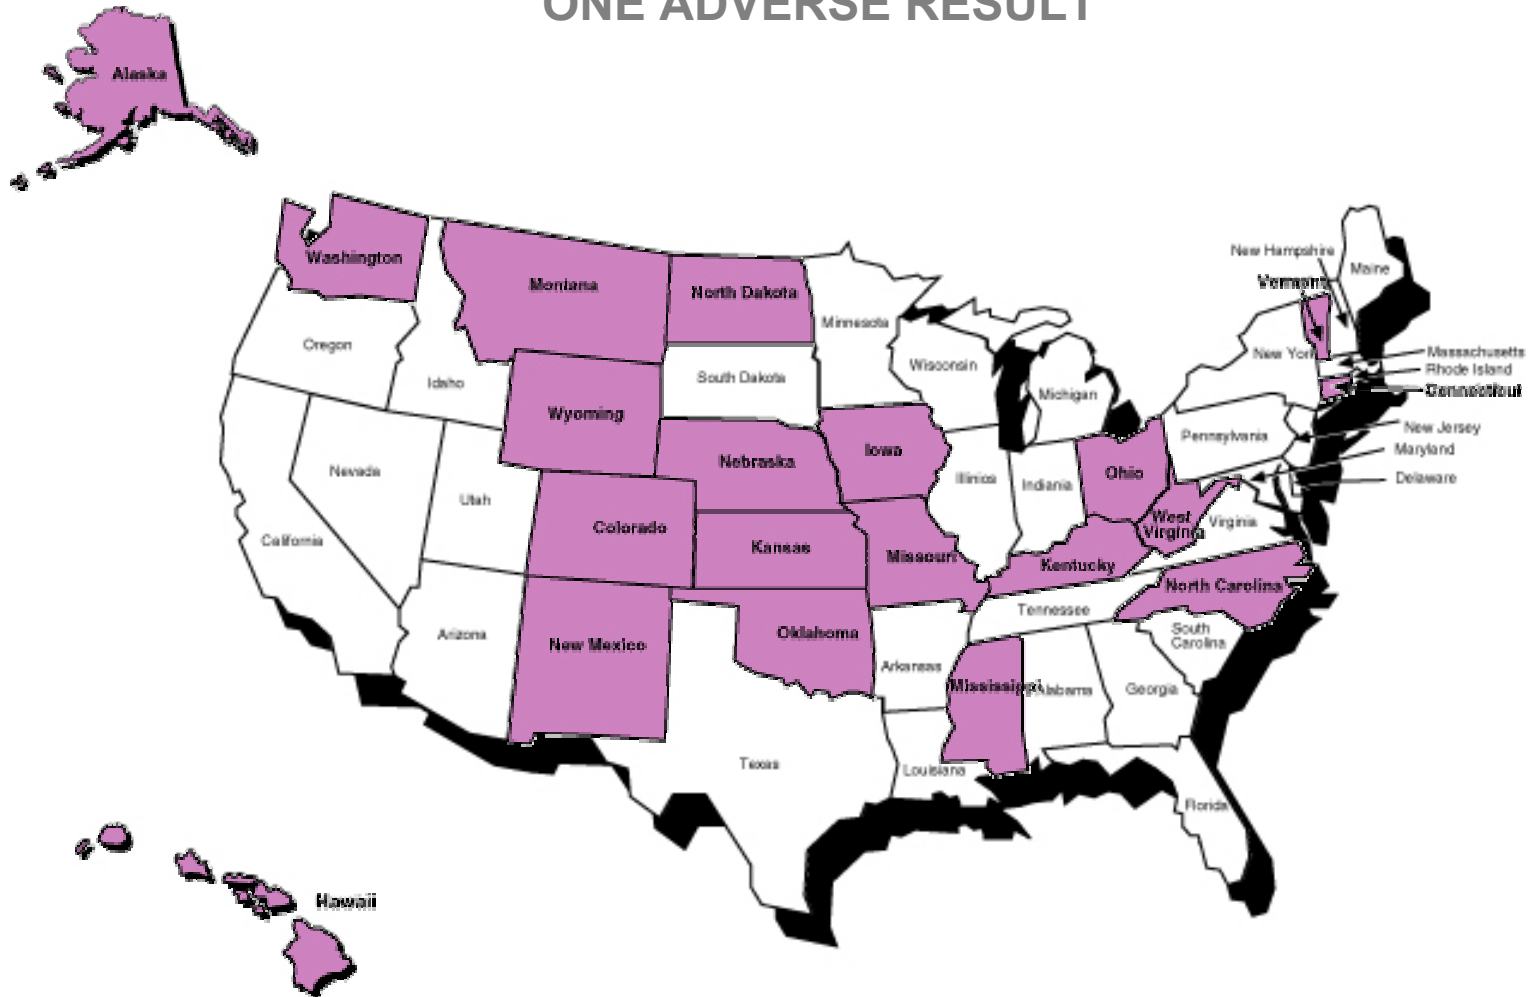 ONE ADVERSE RESULT
Alaska
Washington
Moniana
North Dakota
Minnesota
New Hampshire
Maine
Vermont
Oregon
Idaho
Wyoming
South Dakota
Wisconsin
Michigan
New York
Massachusetts
Rhode Island
Connecticut
New Jersey
Maryland
Delaware
Pennsylvania
Nevada
Utah
Colorado
Nebraska
Iowa
Illinios
Indiana
Ohio
West
Virginia
Virginia
California
Kansas
Missouri
Kentucky
North Carolina
Tennessee
South
Carolina
Arizona
New Mexico
Oklahoma
Arkansas
Mississippi
Alabama
Georgia
Texas
Louisiana
Florida
Hawaii